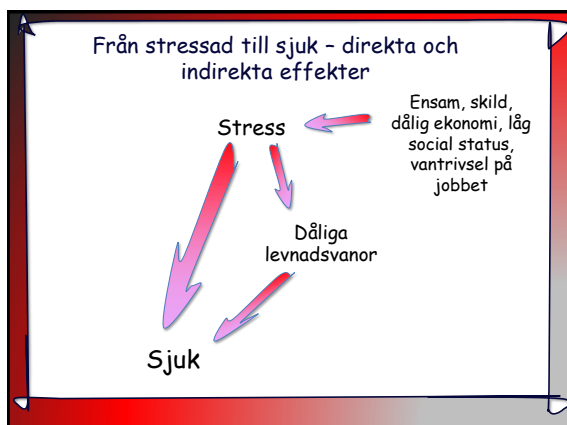 Från stressad till sjuk – direkta och
indirekta effekter
Ensam, skild,
dålig ekonomi, låg
social status,
vantrivsel på
jobbet
Stress
Dåliga
levnadsvanor
Sjuk